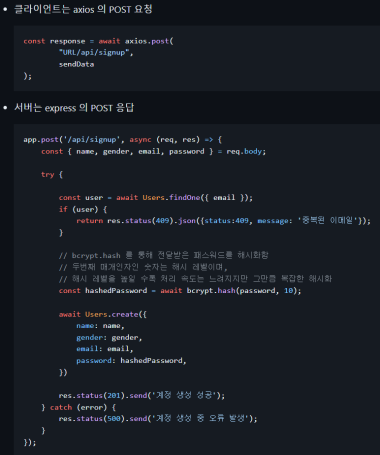 클라이언트는 axios 의 POST 요청
const response = await axios.post(
"URL/api/signup",
sendData
);
서버는 express 의 POST 응답
app.post('/api/signup', async (req, res) => {
const { name, gender, email, password } = req.body;
try {
const user = await Users.findOne({ email });
if (user) {
return res.status(409).json({status:409, message: '중복된 이메일'});
}
// bcrypt.hash 를 통해 전달받은 패스워드를 해시화함
// 두번째 매개인자인 숫자는 해시 레벨이며,
// 해시 레벨을 높일 수록 처리 속도는 느려지지만 그만큼 복잡한 해시화
const hashedPassword = await bcrypt.hash(password, 10);
await Users.create({
name: name,
gender: gender,
email: email,
password: hashedPassword,
})
res.status(201).send('계정 생성 성공');
} catch (error) {
res.status(500).send('계정 생성 중 오류 발생');
}
});